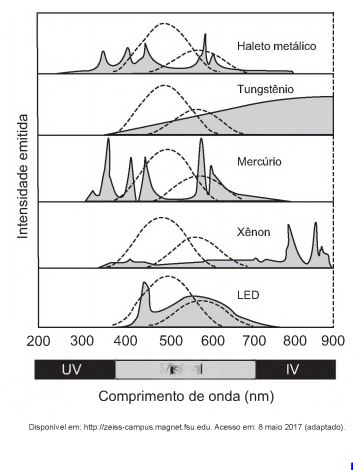 Intensidade emitida
Haleto metálico
Tungstênio
Mercúrio
Xênon
LED
200 300 400 500 600 700 800 900
UV Visível IV
Comprimento de onda (nm)
Disponível em: http://zeiss-campus.magnet.fsu.edu. Acesso em: 8 maio 2017 (adaptado).